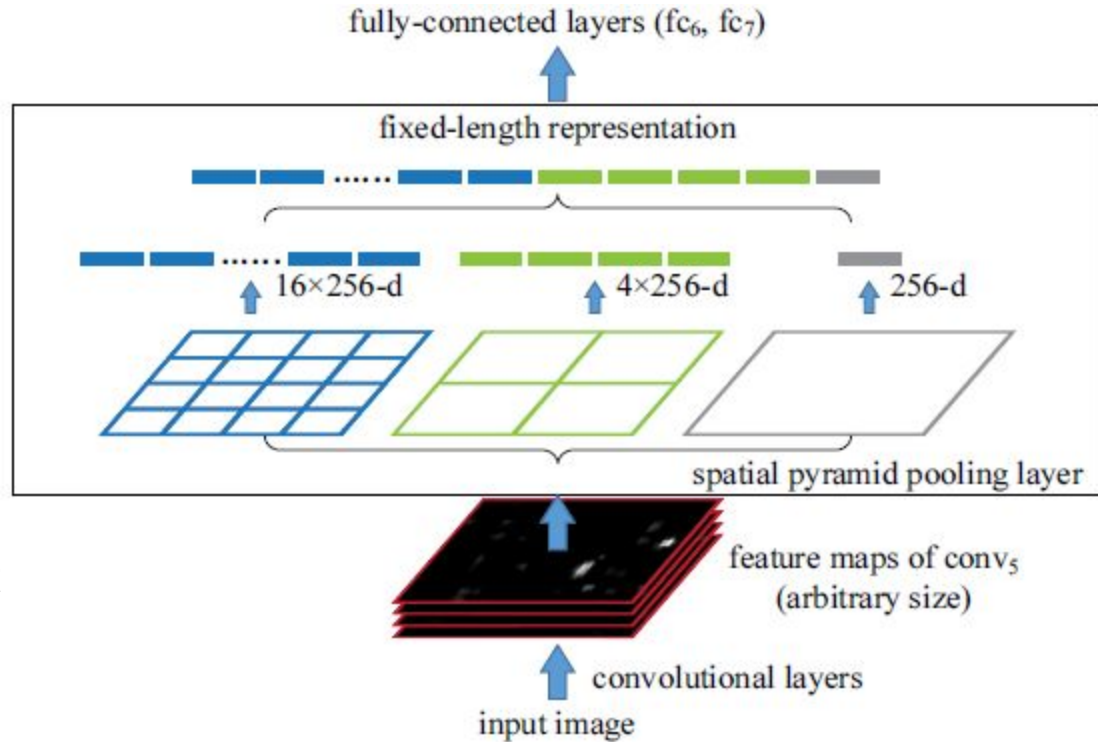 fully-connected layers (fc₆, fc₇)
fixed-length representation
......
......
16×256-d
4×256-d
256-d
spatial pyramid pooling layer
feature maps of conv₅
(arbitrary size)
convolutional layers
input image